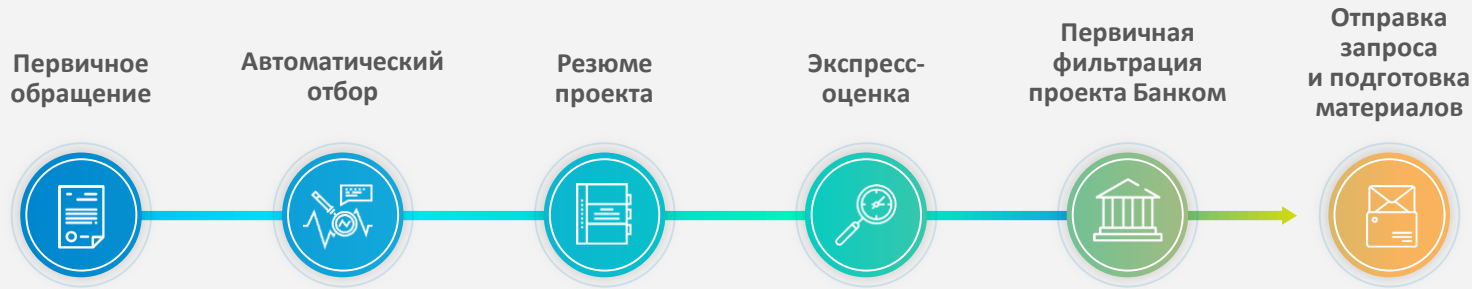 Первичное
обращение
Автоматический
отбор
Резюме
проекта
Экспресс-
оценка
Первичная
фильтрация
проекта Банком
Отправка
запроса
и подготовка
материалов